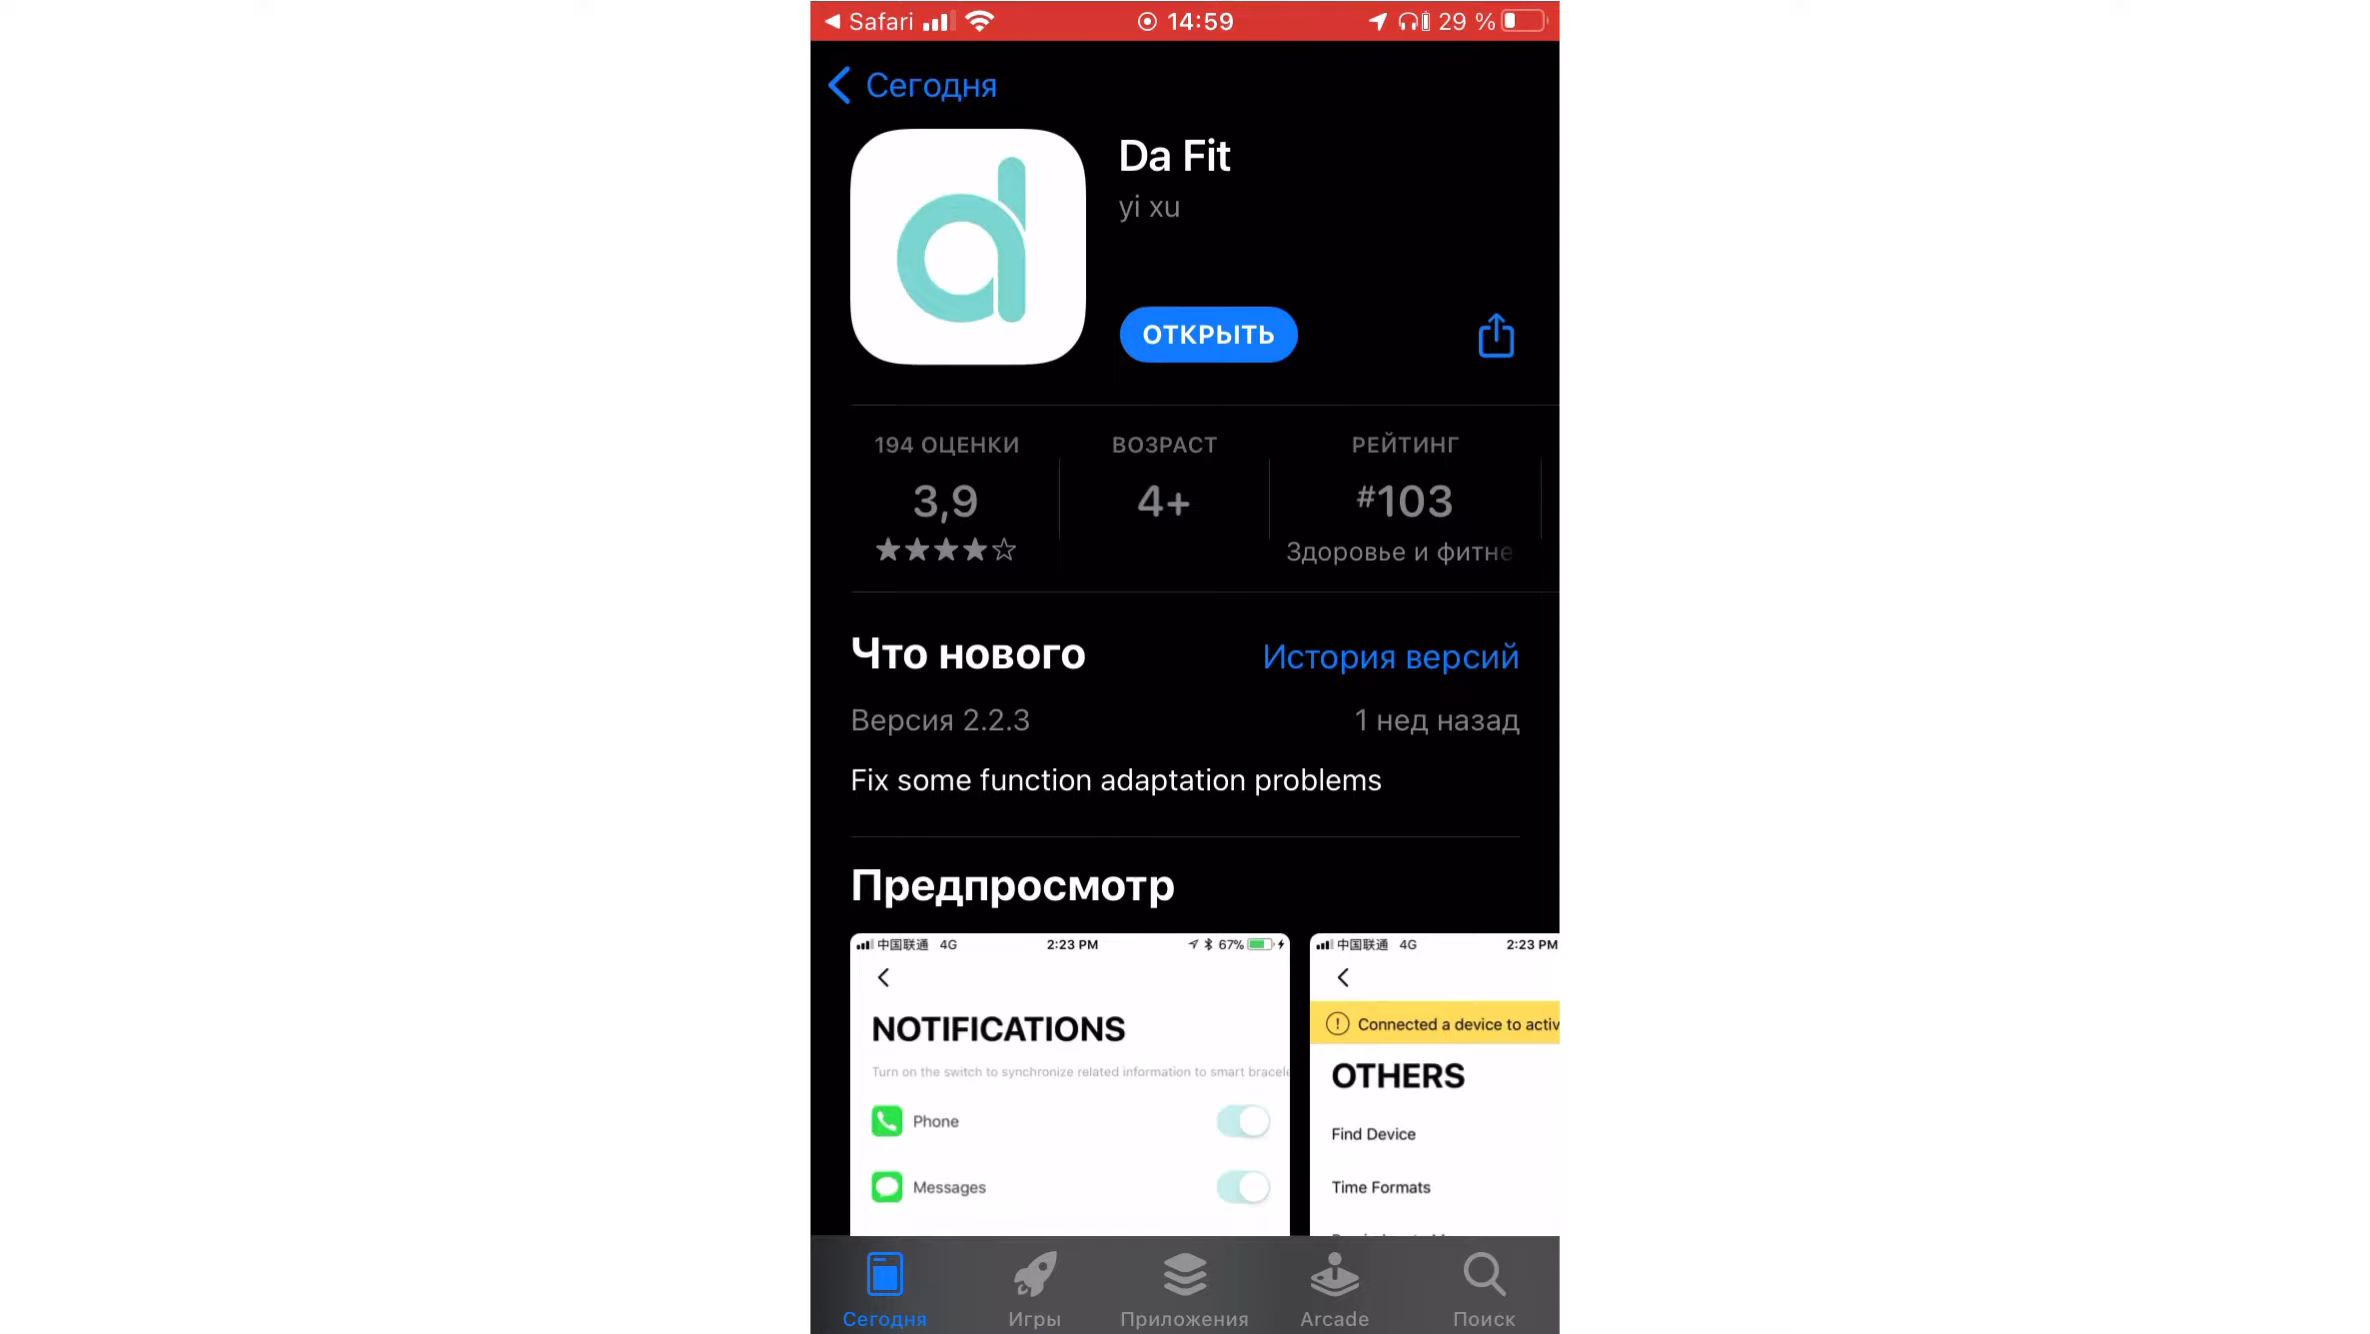 Safari 14:59 29 %
Сегодня
Da Fit
yi xu
ОТКРЫТЬ
194 ОЦЕНКИ ВОЗРАСТ РЕЙТИНГ
3,9 4+ #103
Здоровье и фитне
Что нового История версий
Версия 2.2.3 1 нед назад
Fix some function adaptation problems
Предпросмотр
中国联通 4G 2:23 PM 67%
NOTIFICATIONS
Turn on the switch to synchronize related information to smart bracele
Phone
Messages
中国联通 4G 2:23 PM
Connected a device to activ
OTHERS
Find Device
Time Formats
Сегодня Игры Приложения Arcade Поиск